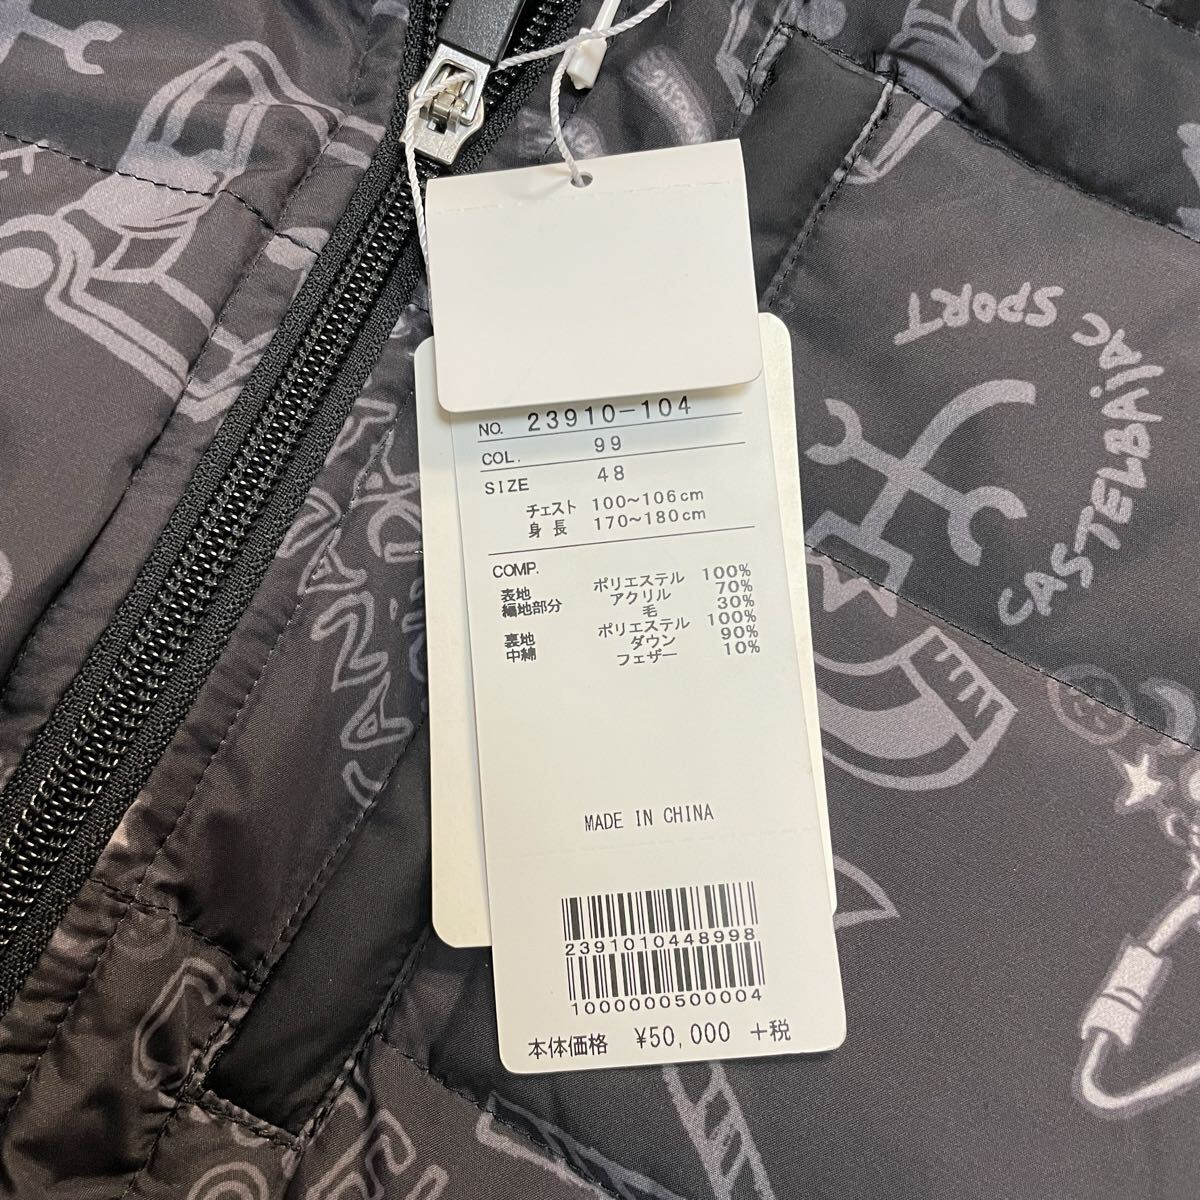 NO. 23910-104
COL. 99
SIZE 48
チェスト 100~106cm
身長 170~180cm
COMP.
表地 ポリエステル 100%
編地部分 アクリル 70%
毛 30%
裏地 ポリエステル 100%
中綿 ダウン 90%
フェザー 10%
MADE IN CHINA
2391010448998
1000000500004
本体価格 ¥50,000 +税
CASTELBAJAC SPORT